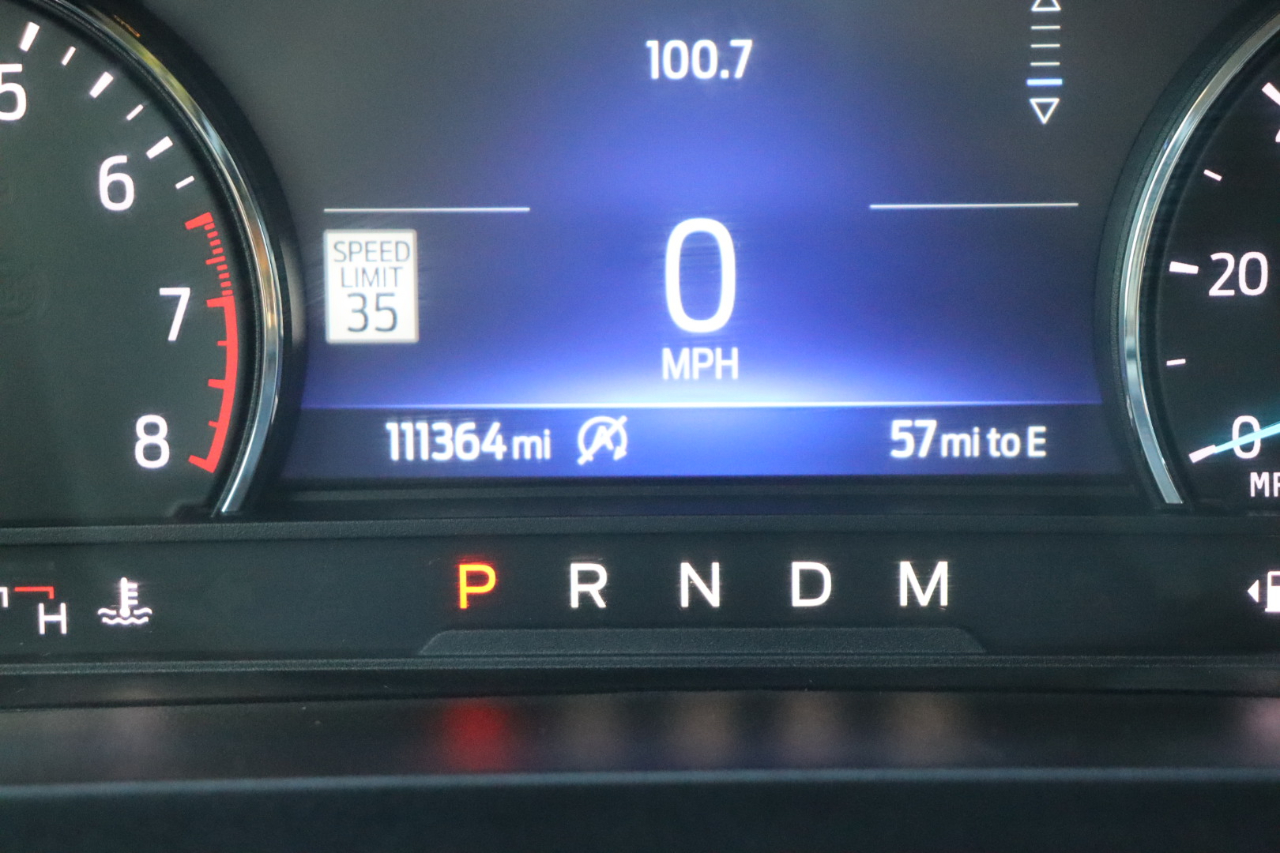 100.7
5
6
7
8
SPEED
LIMIT
35
0
MPH
20
0
111364 mi
57 mi to E
H
P R N D M